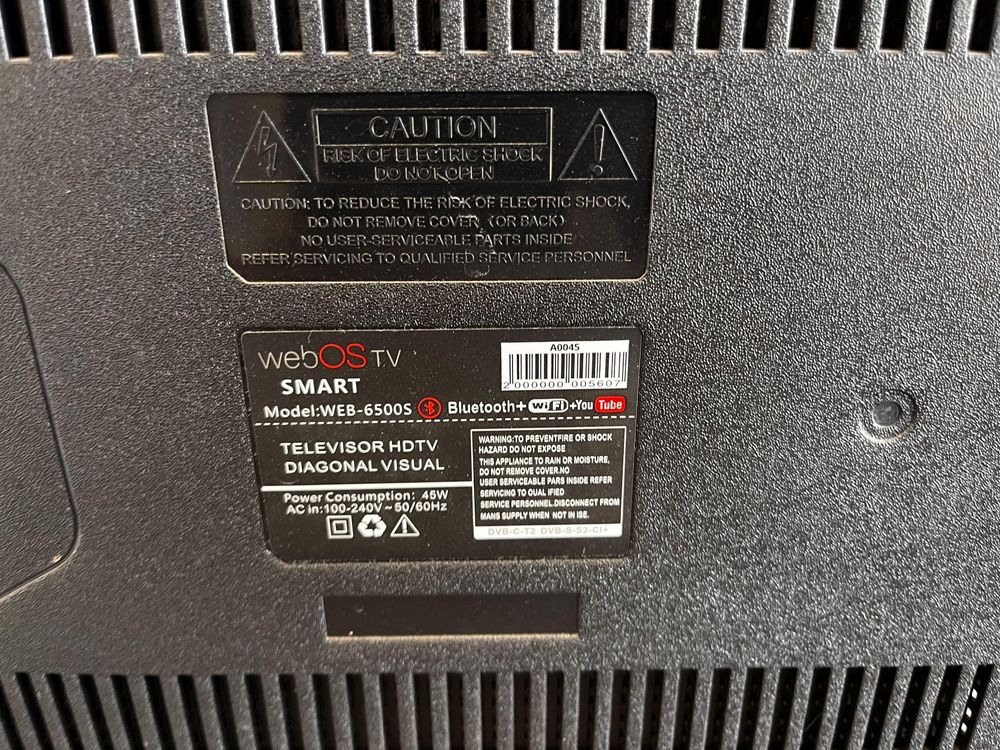 CAUTION
RISK OF ELECTRIC SHOCK
DO NOT OPEN
CAUTION: TO REDUCE THE RISK OF ELECTRIC SHOCK,
DO NOT REMOVE COVER (OR BACK)
NO USER-SERVICEABLE PARTS INSIDE
REFER SERVICING TO QUALIFIED SERVICE PERSONNEL
webOS TV
SMART
A0045
2 000000 005607
Model:WEB-6500S Bluetooth+ WiFi +You Tube
TELEVISOR HDTV
DIAGONAL VISUAL
Power Consumption: 45W
AC in:100-240V~50/60Hz
WARNING:TO PREVENTFIRE OR SHOCK
HAZARD DO NOT EXPOSE
THIS APPLIANCE TO RAIN OR MOISTURE,
DO NOT REMOVE COVER.NO
USER SERVICEABLE PARS INSIDE REFER
SERVICING TO QUAL IFIED
SERVICE PERSONNEL.DISCONNECT FROM
MANS SUPPLY WHEN NOT IN ISE.
DVB-C-T2 DVB-S-S2-CI+